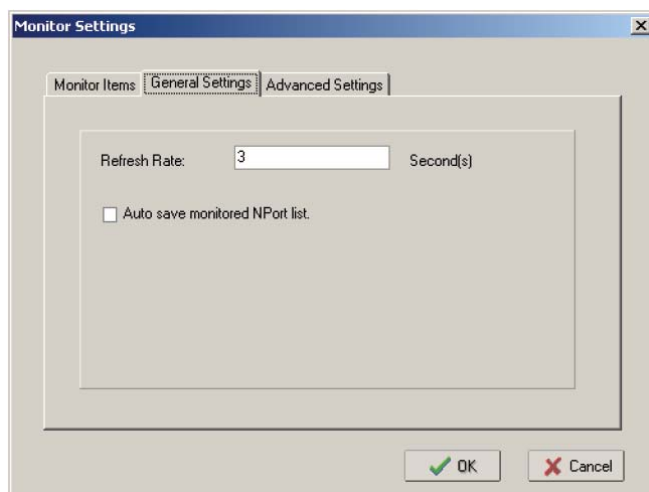 Monitor Settings
Monitor Items General Settings Advanced Settings
Refresh Rate: 3 Second(s)
Auto save monitored NPort list.
OK Cancel